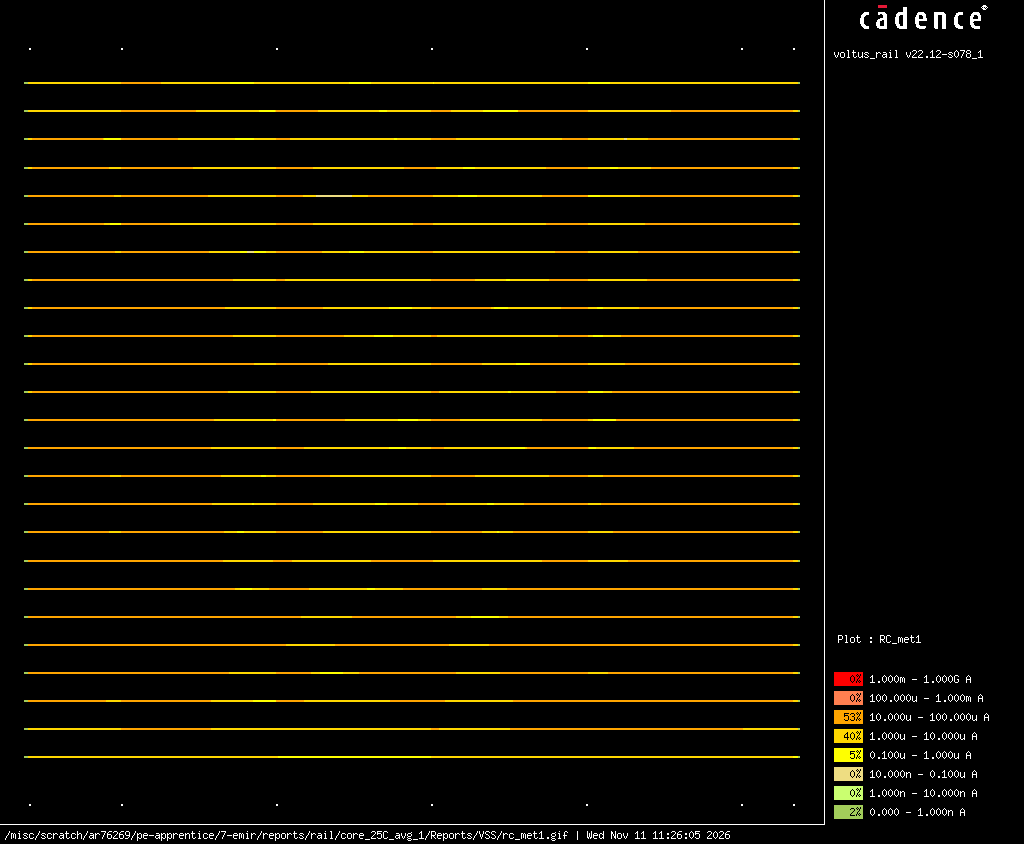 cādence®
voltus_rail v22.12-s078_1
Plot : RC_met1
0% 1.000m - 1.000G A
0% 100.000u - 1.000m A
53% 10.000u - 100.000u A
40% 1.000u - 10.000u A
5% 0.100u - 1.000u A
0% 10.000n - 0.100u A
0% 1.000n - 10.000n A
2% 0.000 - 1.000n A
/misc/scratch/ar76269/pe-apprentice/7-emir/reports/rail/core_25C_avg_1/Reports/VSS/rc_met1.gif | Wed Nov 11 11:26:05 2026